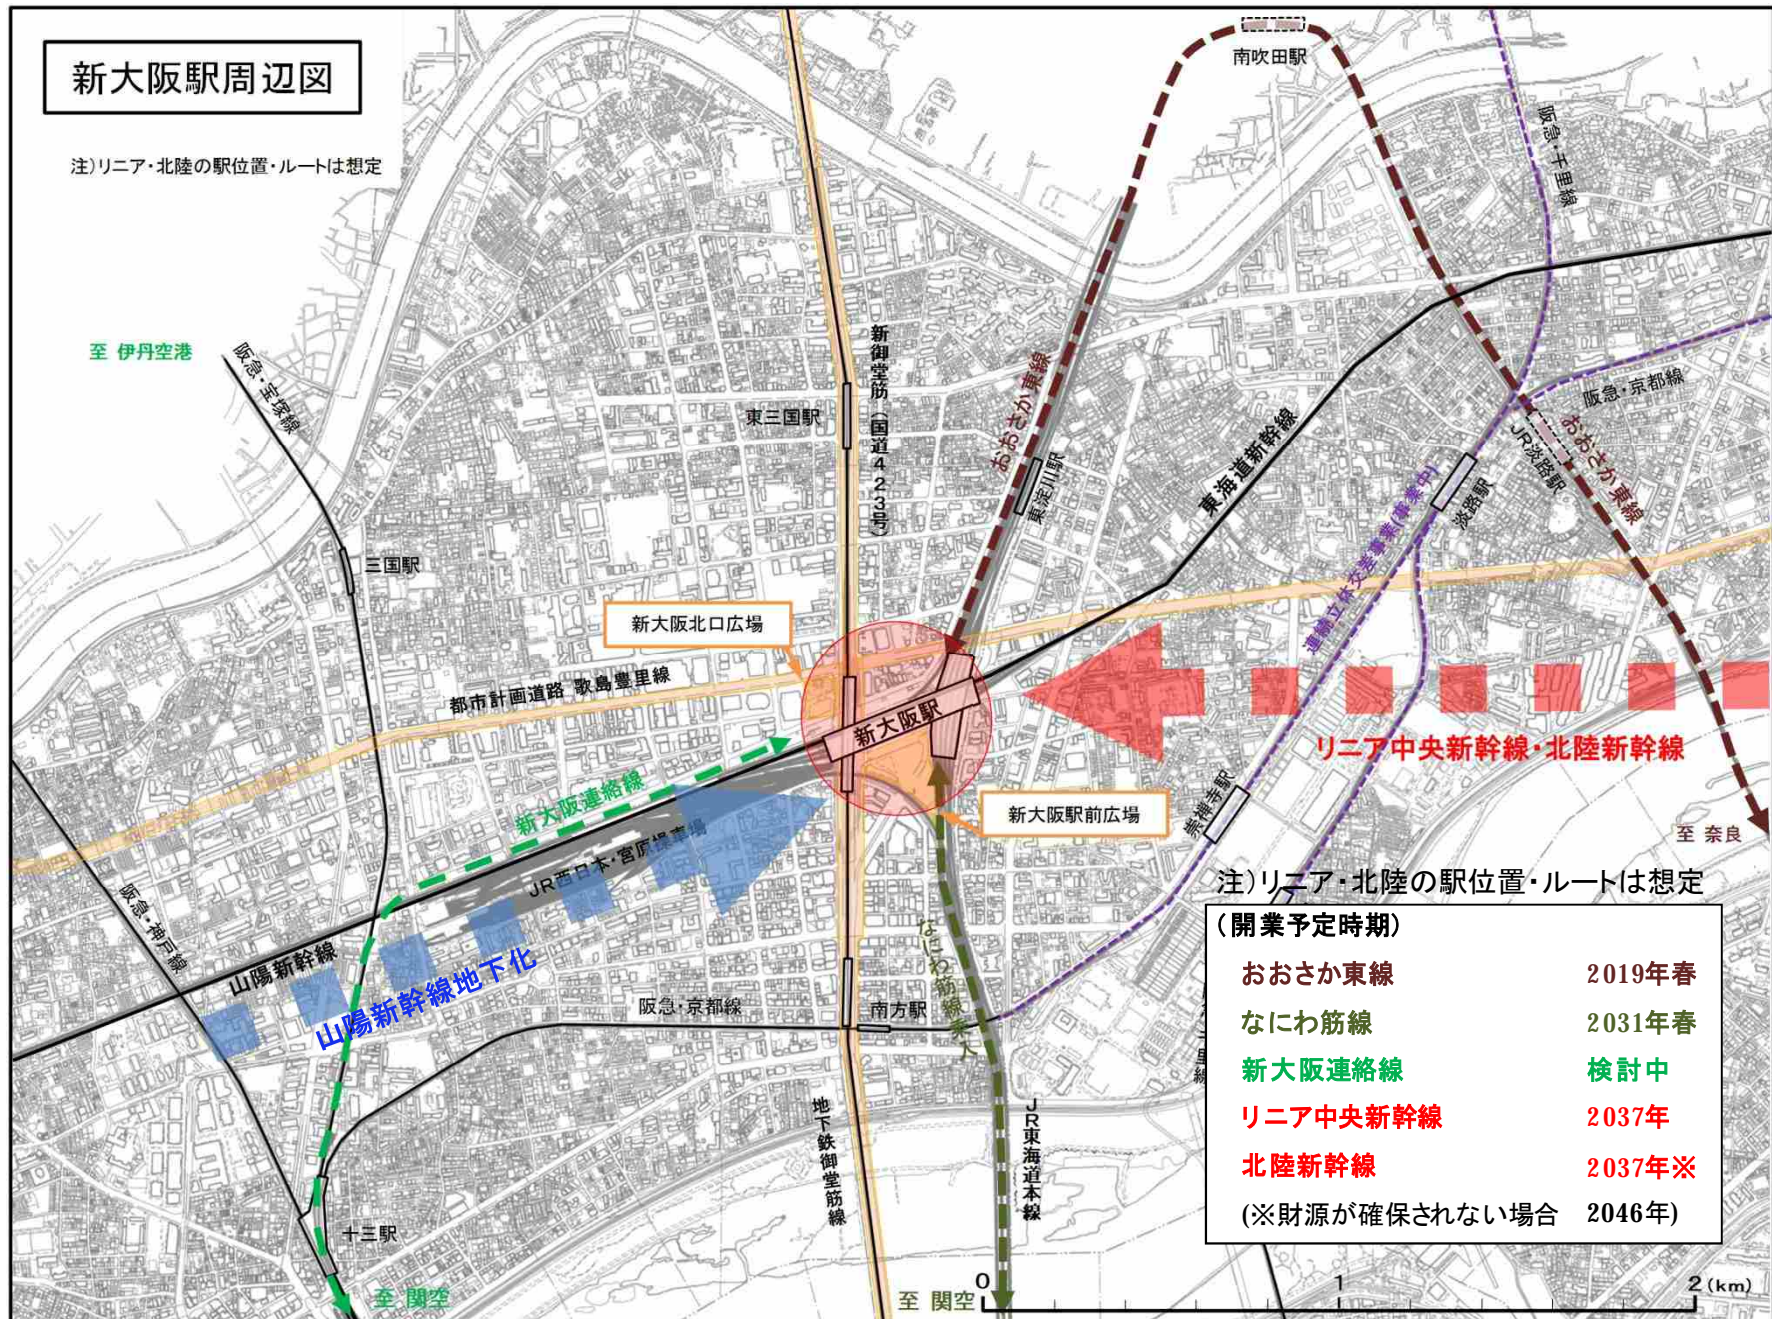 新大阪駅周辺図
注)リニア・北陸の駅位置・ルートは想定
南吹田駅
阪急・千里線
至 伊丹空港
阪急・宝塚線
新御堂筋(国道423号)
東三国駅
おおさか東線
東淀川駅
東海道新幹線
阪急・京都線
おおさか東線
JR淡路駅
淡路駅
連続立体交差事業(事業中)
三国駅
新大阪北口広場
都市計画道路 歌島豊里線
新大阪駅
リニア中央新幹線・北陸新幹線
新大阪連絡線
JR西日本・宮原操車場
新大阪駅前広場
崇禅寺駅
至 奈良
阪急・神戸線
山陽新幹線
山陽新幹線地下化
阪急・京都線
南方駅
なにわ筋線乗入
地下鉄御堂筋線
JR東海道本線
十三駅
至 関空
至 関空
注)リニア・北陸の駅位置・ルートは想定
(開業予定時期)
おおさか東線 2019年春
なにわ筋線 2031年春
新大阪連絡線 検討中
リニア中央新幹線 2037年
北陸新幹線 2037年※
(※財源が確保されない場合 2046年)
0 1 2 (km)